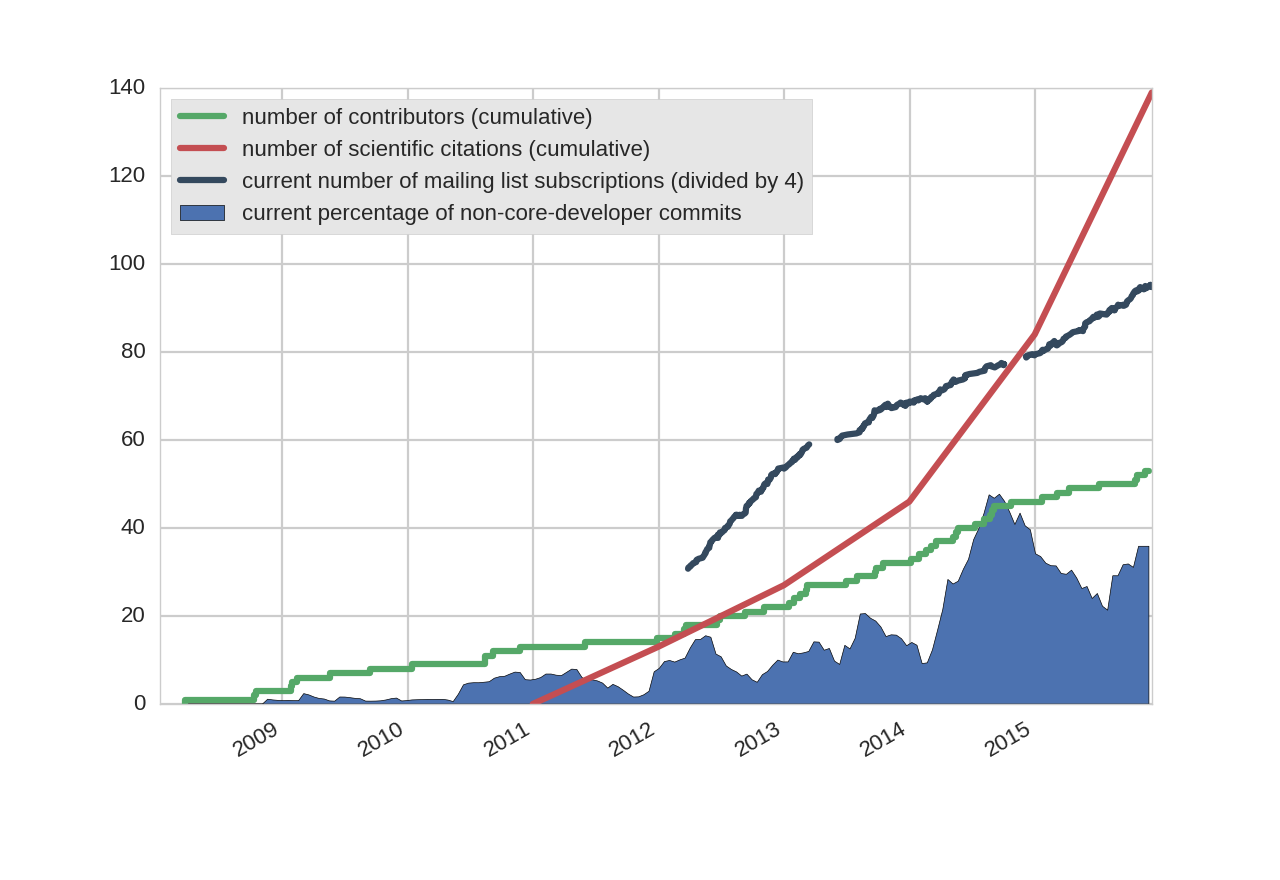 140
number of contributors (cumulative)
number of scientific citations (cumulative)
120
current number of mailing list subscriptions (divided by 4)
current percentage of non-core-developer commits
100
80
60
40
20
0
2009 2010 2011 2012 2013 2014 2015